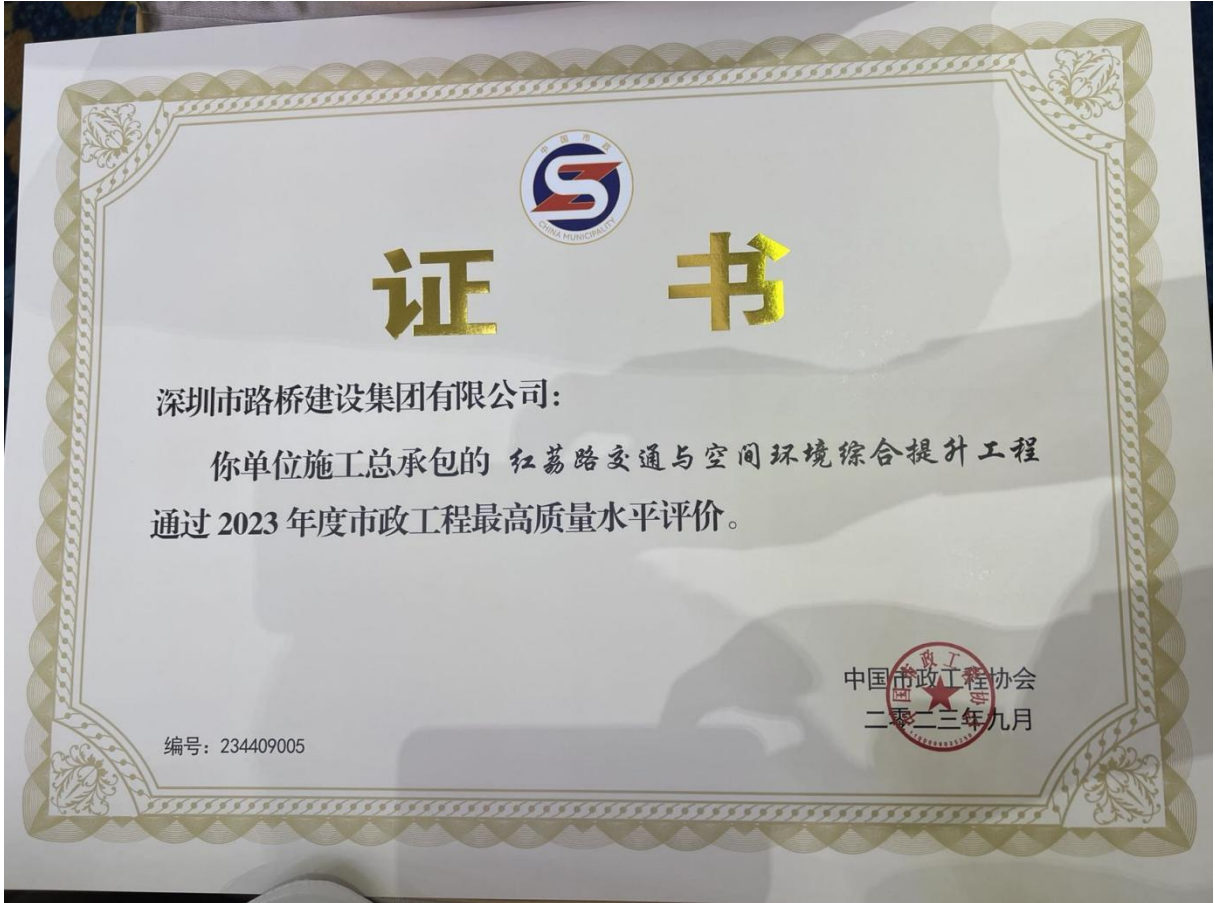 中国市政
CHINA MUNICIPALITY
证 书
深圳市路桥建设集团有限公司：
你单位施工总承包的 红荔路交通与空间环境综合提升工程
通过 2023 年度市政工程最高质量水平评价。
中国市政工程协会
二零二三年九月
编号：234409005